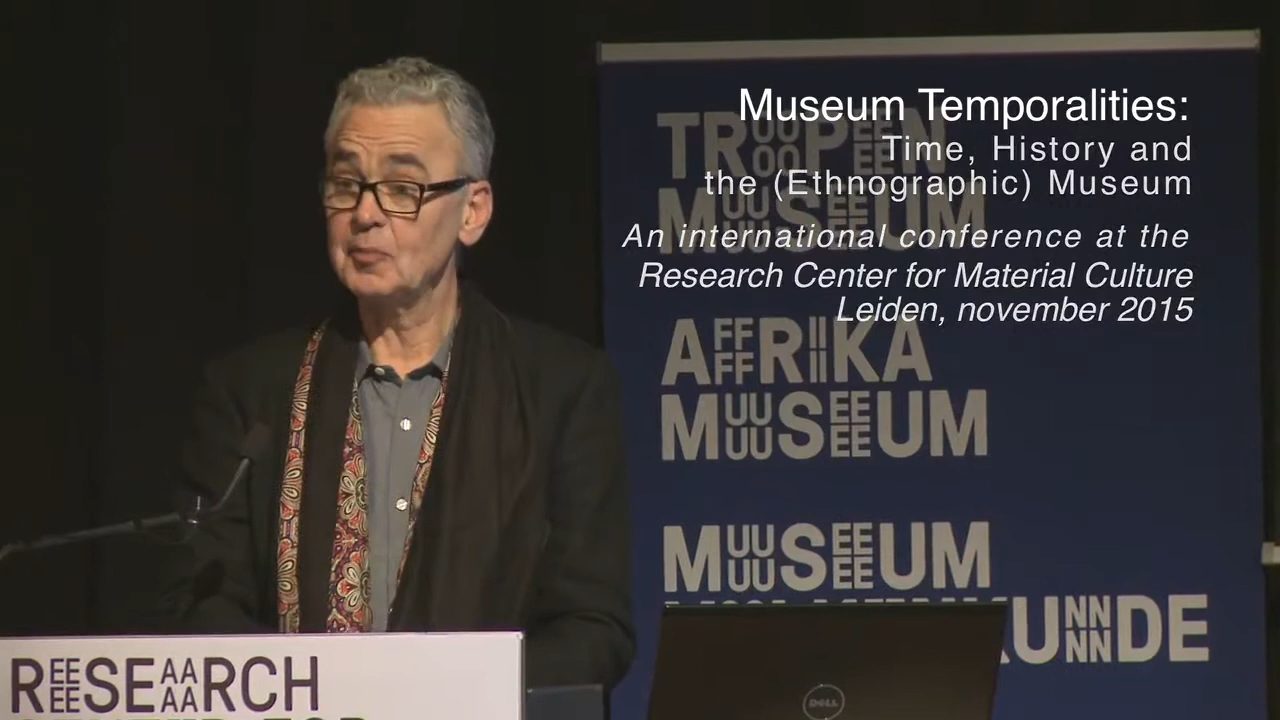 Museum Temporalities:
Time, History and
the (Ethnographic) Museum
An international conference at the
Research Center for Material Culture
Leiden, november 2015
TROPEN
MUSEUM
AFRIKA
MUSEUM
MUSEUM
KUNDE
RESEARCH
DELL